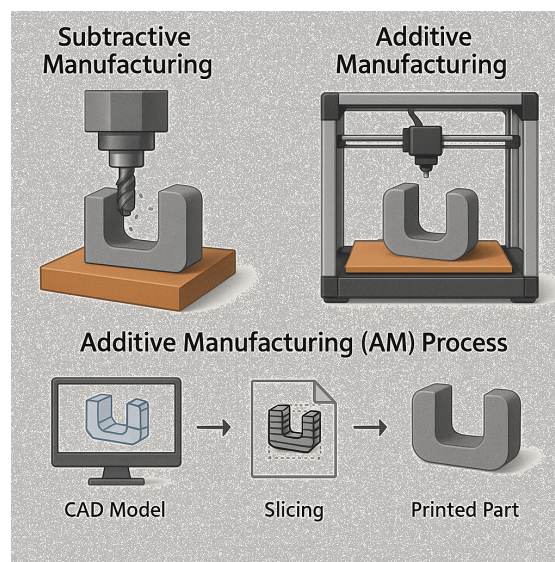 Subtractive
Manufacturing
Additive
Manufacturing
Additive Manufacturing (AM) Process
CAD Model
Slicing
Printed Part